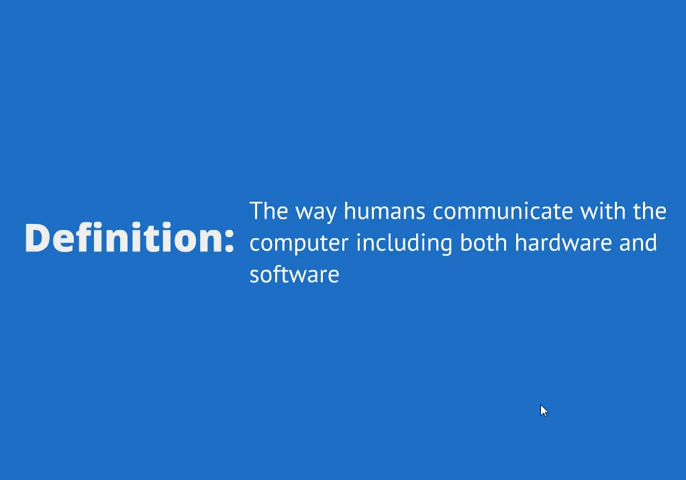 Definition:
The way humans communicate with the
computer including both hardware and
software